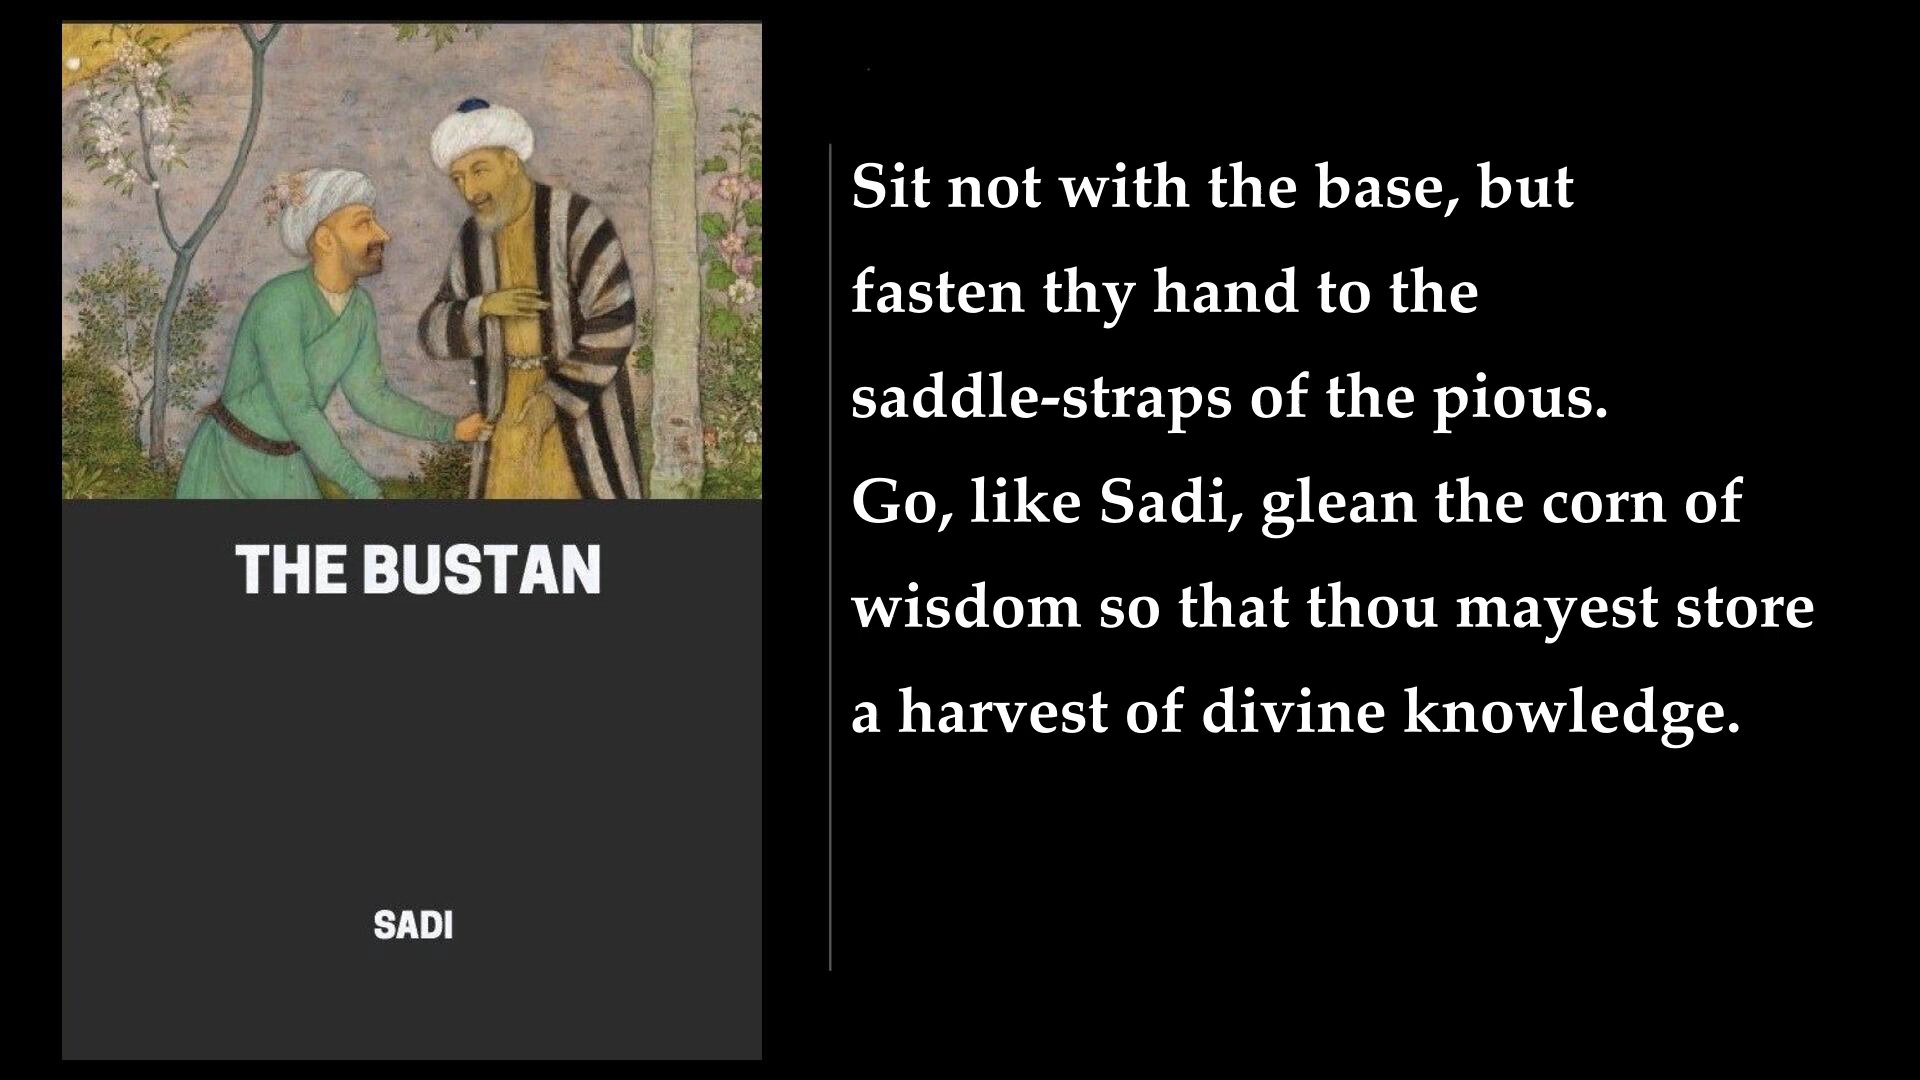 THE BUSTAN
SADI
Sit not with the base, but
fasten thy hand to the
saddle-straps of the pious.
Go, like Sadi, glean the corn of
wisdom so that thou mayest store
a harvest of divine knowledge.